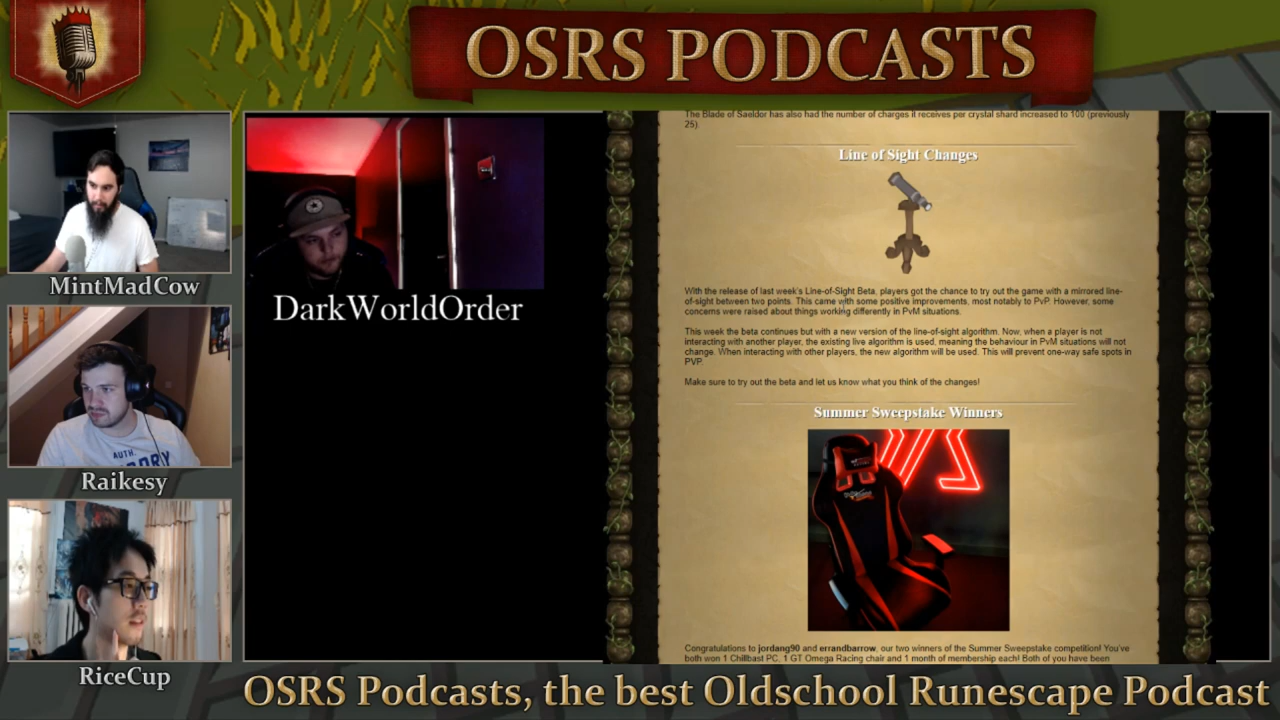 OSRS PODCASTS
MintMadCow
Raikesy
RiceCup
AUTH.
DarkWorldOrder
The Blade of Saeldor has also had the number of charges it receives per crystal shard increased to 100 (previously
25)
Line of Sight Changes
With the release of last week's Line-of-Sight Beta, players got the chance to try out the game with a mirrored line-
of-sight between two points. This came with some positive improvements, most notably to PvP. However, some
concerns were raised about things working differently in PvM situations.
This week the beta continues but with a new version of the line-of-sight algorithm. Now, when a player is not
interacting with another player, the existing live algorithm is used, meaning the behaviour in PvM situations will not
change. When interacting with other players, the new algorithm will be used. This will prevent one-way safe spots in
PVP.
Make sure to try out the beta and let us know what you think of the changes!
Summer Sweepstake Winners
Congratulations to jordang90 and errandbarrow, our two winners of the Summer Sweepstake competition! You've
both won 1 Chillbast PC, 1 GT Omega Racing chair and 1 month of membership each! Both of you have been
OSRS Podcasts, the best Oldschool Runescape Podcast